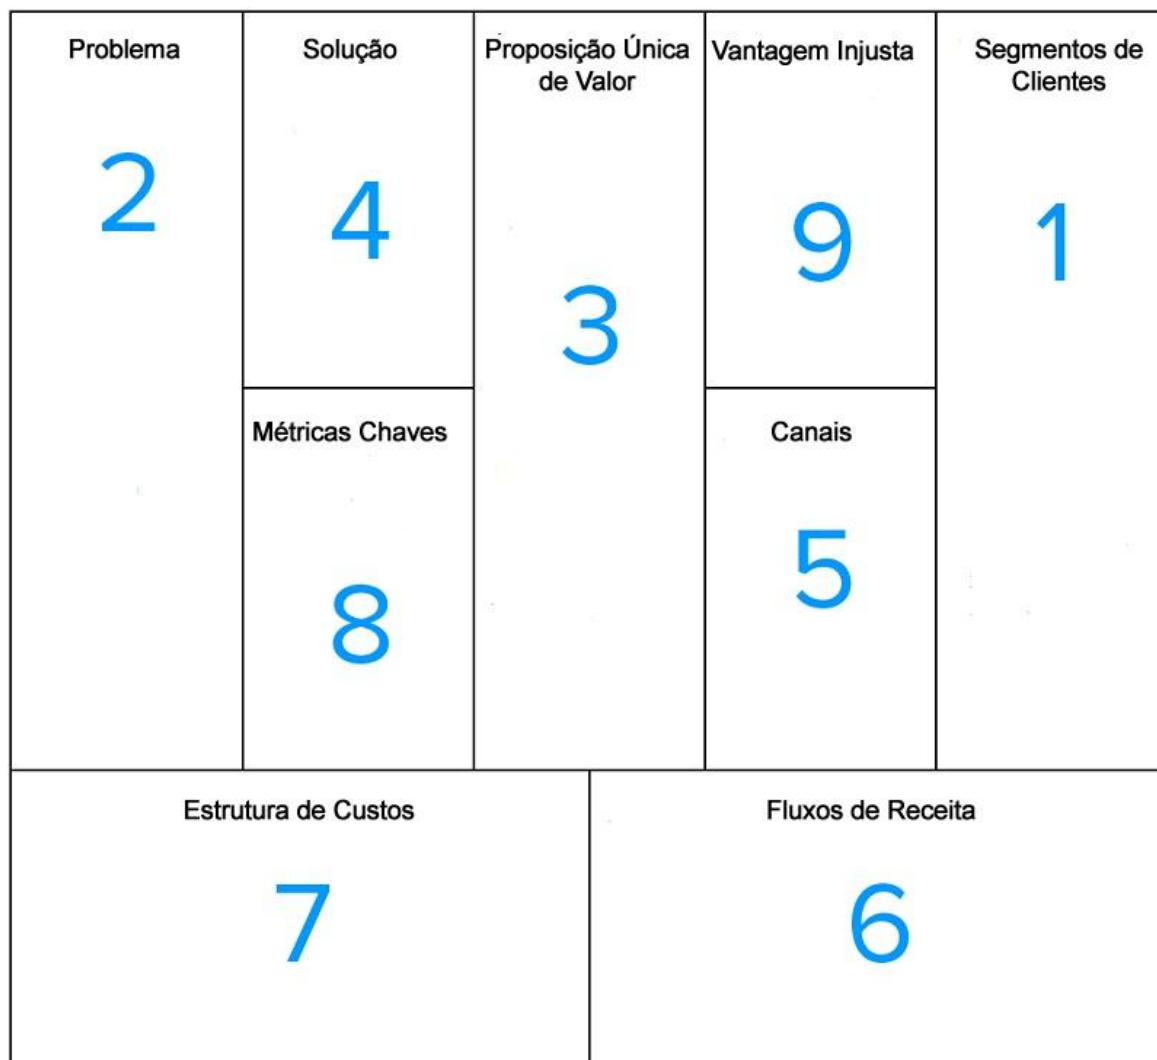 Problema
2
Solução
4
Métricas Chaves
8
Proposição Única
de Valor
3
Vantagem Injusta
9
Canais
5
Segmentos de
Clientes
1
Estrutura de Custos
7
Fluxos de Receita
6